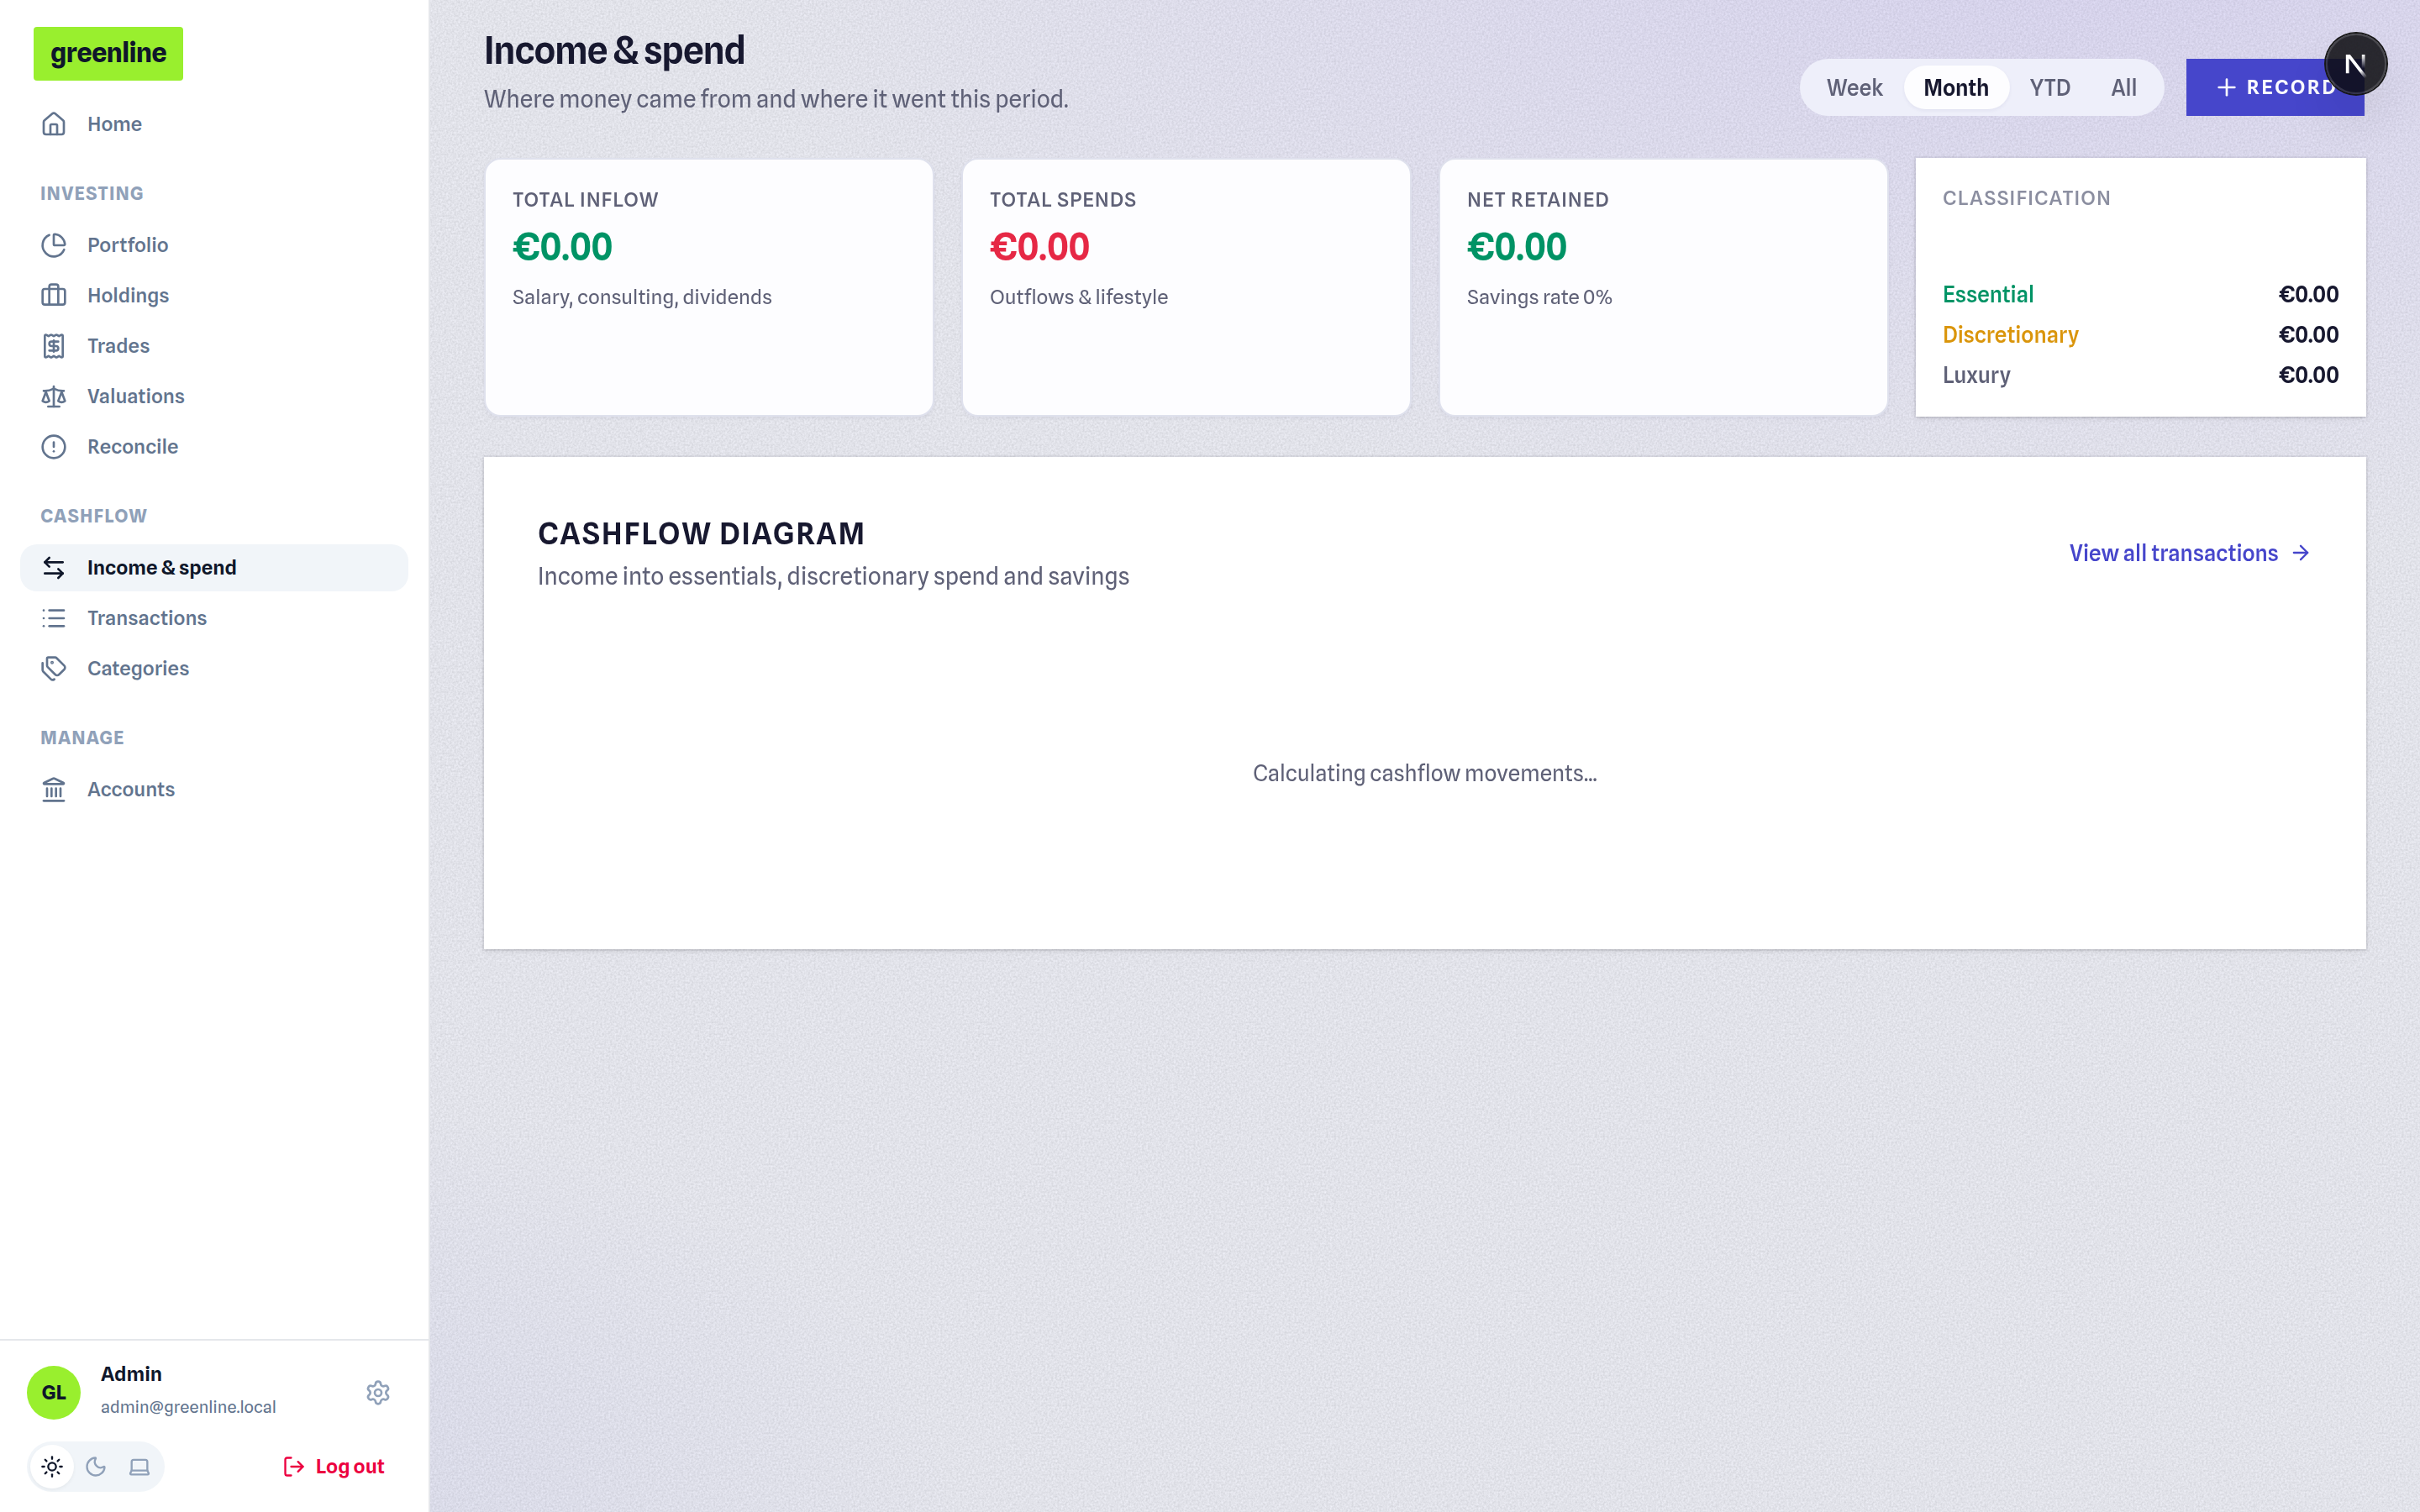 greenline
Home
INVESTING
Portfolio
Holdings
Trades
Valuations
Reconcile
CASHFLOW
Income & spend
Transactions
Categories
MANAGE
Accounts
GL
Admin
admin@greenline.local
Log out
Income & spend
Where money came from and where it went this period.
Week Month YTD All
+ RECORD
N
TOTAL INFLOW
€0.00
Salary, consulting, dividends
TOTAL SPENDS
€0.00
Outflows & lifestyle
NET RETAINED
€0.00
Savings rate 0%
CLASSIFICATION
Essential €0.00
Discretionary €0.00
Luxury €0.00
CASHFLOW DIAGRAM
Income into essentials, discretionary spend and savings
View all transactions →
Calculating cashflow movements...